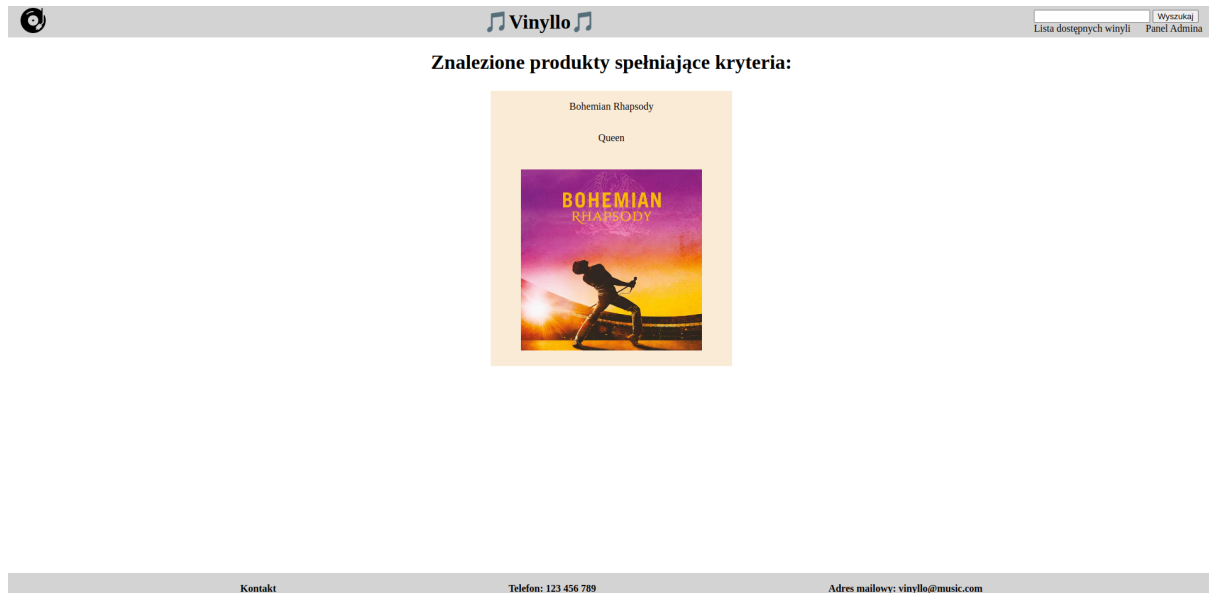 🎵Vinyllo🎵
Wyszukaj
Lista dostępnych winyli Panel Admina
Znalezione produkty spełniające kryteria:
Bohemian Rhapsody
Queen
BOHEMIAN
RHAPSODY
Kontakt Telefon: 123 456 789 Adres mailowy: vinyllo@music.com